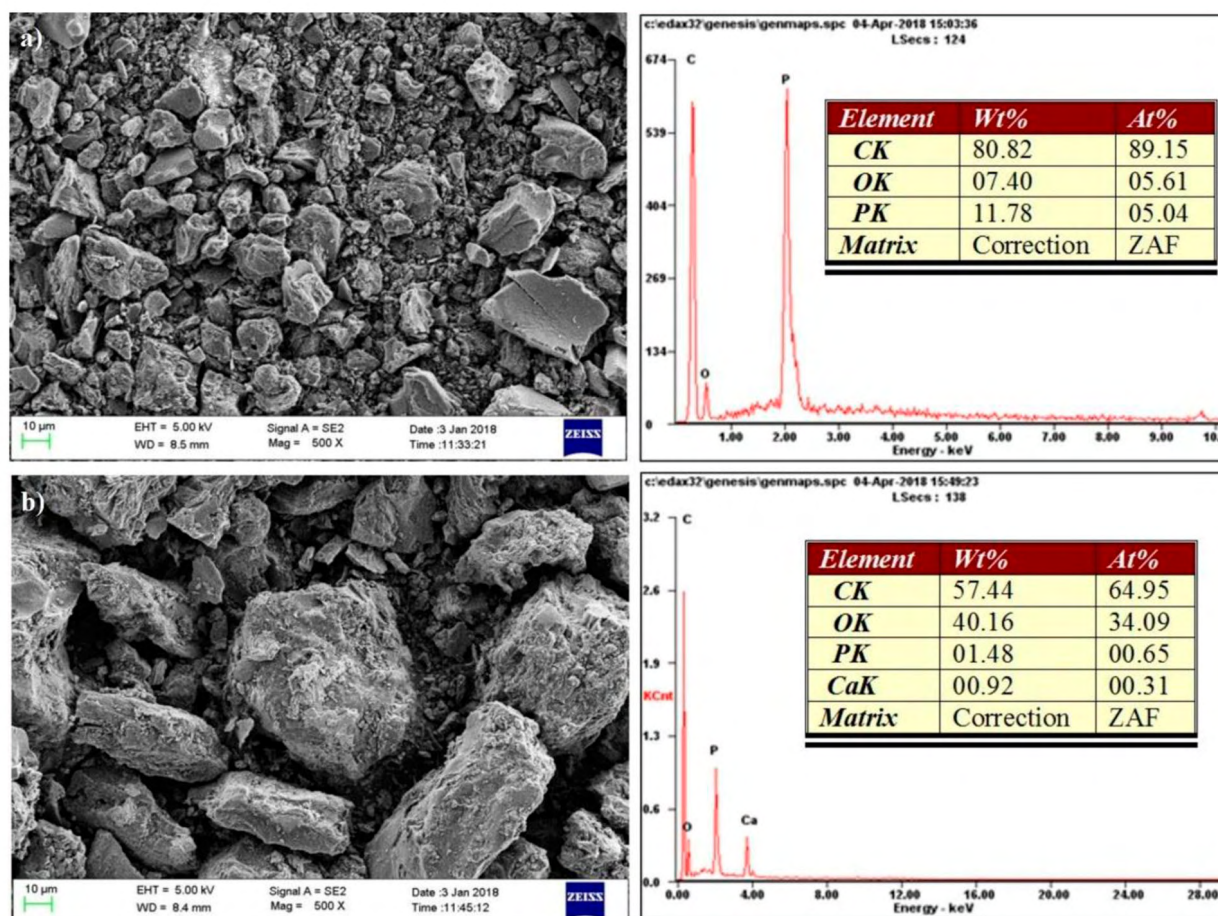 a)
10 µm
EHT = 5.00 kV
WD = 8.5 mm
Signal A = SE2
Mag = 500 X
Date :3 Jan 2018
Time :11:33:21
ZEISS
c:\edax32\genesis\genmaps.spc 04-Apr-2018 15:03:36
LSecs : 124
674
539
404
269
134
0
C
O
P
1.00 2.00 3.00 4.00 5.00 6.00 7.00 8.00 9.00 10.0
Energy - keV
Element Wt% At%
CK 80.82 89.15
OK 07.40 05.61
PK 11.78 05.04
Matrix Correction ZAF
b)
10 µm
EHT = 5.00 kV
WD = 8.4 mm
Signal A = SE2
Mag = 500 X
Date :3 Jan 2018
Time :11:45:12
ZEISS
c:\edax32\genesis\genmaps.spc 04-Apr-2018 15:49:23
LSecs : 138
3.2
2.6
1.9
KCnt
1.3
0.6
0.0
C
O
P
Ca
0.00 4.00 8.00 12.00 16.00 20.00 24.00 28.00
Energy - keV
Element Wt% At%
CK 57.44 64.95
OK 40.16 34.09
PK 01.48 00.65
CaK 00.92 00.31
Matrix Correction ZAF